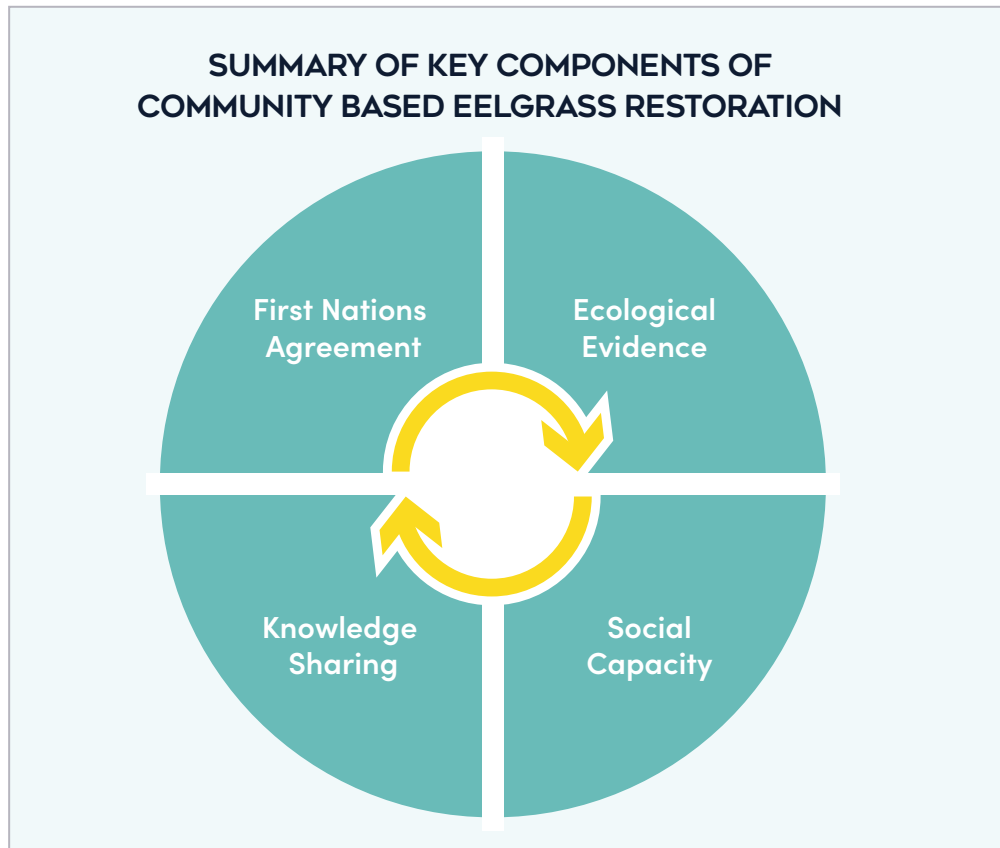 SUMMARY OF KEY COMPONENTS OF
COMMUNITY BASED EELGRASS RESTORATION
First Nations
Agreement
Ecological
Evidence
Knowledge
Sharing
Social
Capacity